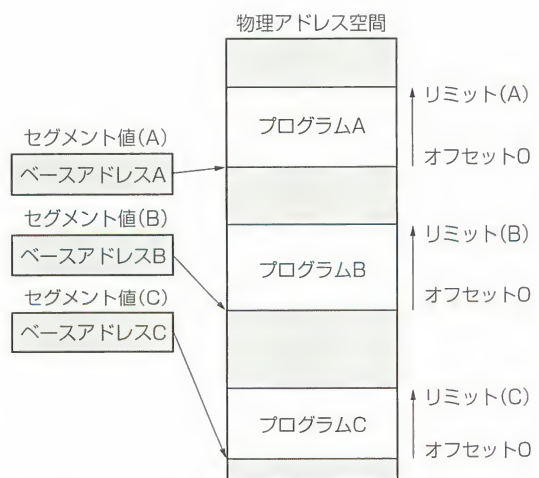 物理アドレス空間
リミット(A)
プログラムA
セグメント値(A)
オフセット0
ベースアドレスA
セグメント値(B)
リミット(B)
ベースアドレスB
プログラムB
セグメント値(C)
オフセット0
ベースアドレスC
リミット(C)
プログラムC
オフセット0